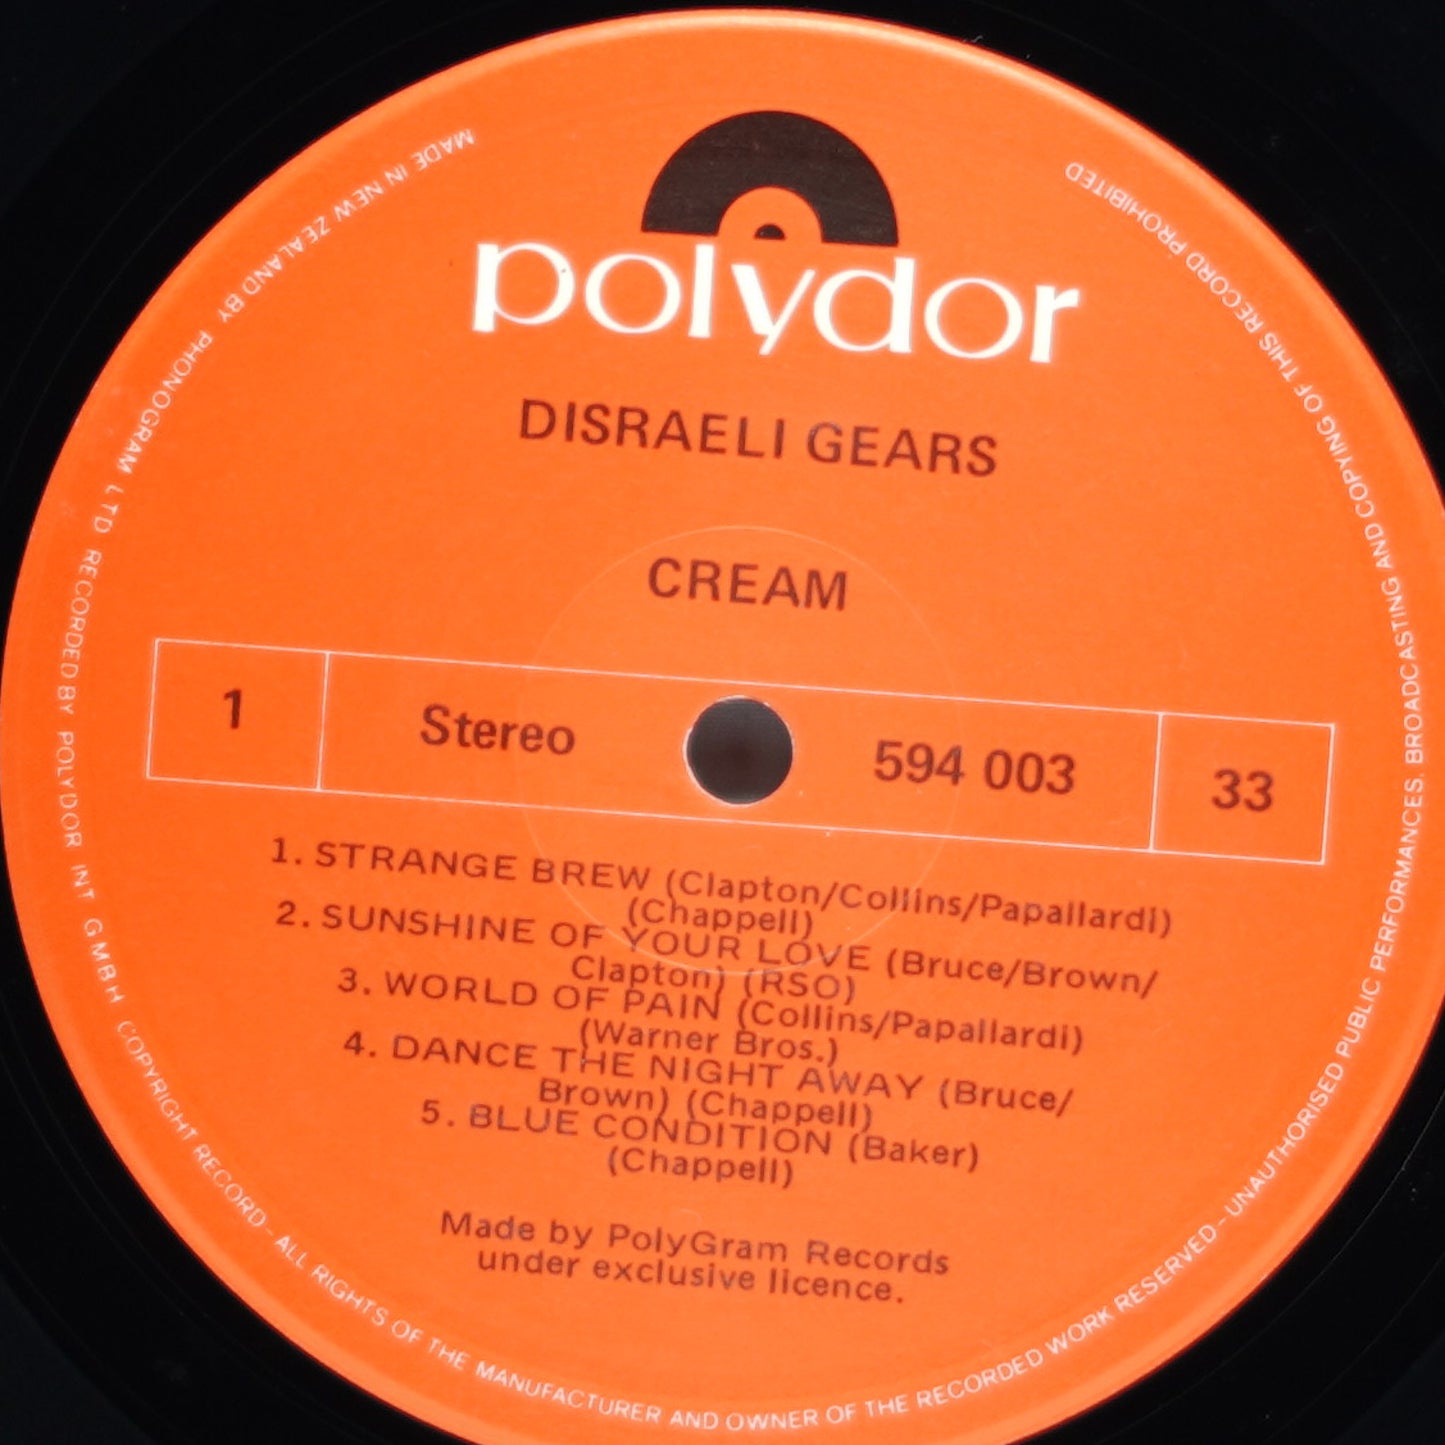 polydor
DISRAELI GEARS
CREAM
1 Stereo 594 003 33
1. STRANGE BREW (Clapton/Collins/Papallardi)
(Chappell)
2. SUNSHINE OF YOUR LOVE (Bruce/Brown/
Clapton) (RSO)
3. WORLD OF PAIN (Collins/Papallardi)
(Warner Bros.)
4. DANCE THE NIGHT AWAY (Bruce/
Brown) (Chappell)
5. BLUE CONDITION (Baker)
(Chappell)
Made by PolyGram Records
under exclusive licence.
MADE IN NEW ZEALAND BY PHONOGRAM LTD RECORDED BY POLYDOR INT GMBH COPYRIGHT RECORD - ALL RIGHTS OF THE MANUFACTURER AND OWNER OF THE RECORDED WORK RESERVED - UNAUTHORISED PUBLIC PERFORMANCES. BROADCASTING AND COPYING OF THIS RECORD PROHIBITED